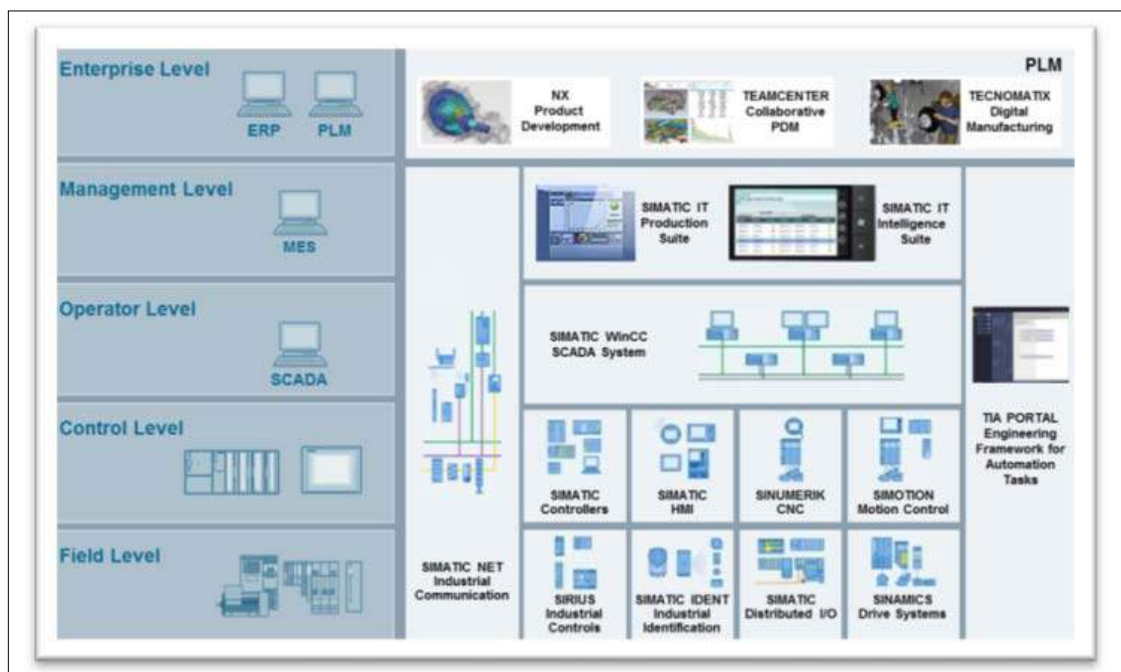 Enterprise Level
ERP
PLM
PLM
NX
Product
Development
TEAMCENTER
Collaborative
PDM
TECNOMATIX
Digital
Manufacturing
Management Level
MES
SIMATIC IT
Production
Suite
SIMATIC IT
Intelligence
Suite
Operator Level
SCADA
SIMATIC WinCC
SCADA System
Control Level
SIMATIC
Controllers
SIMATIC
HMI
SINUMERIK
CNC
SIMOTION
Motion Control
TIA PORTAL
Engineering
Framework for
Automation
Tasks
Field Level
SIMATIC NET
Industrial
Communication
SIRIUS
Industrial
Controls
SIMATIC IDENT
Industrial
Identification
SIMATIC
Distributed I/O
SINAMICS
Drive Systems